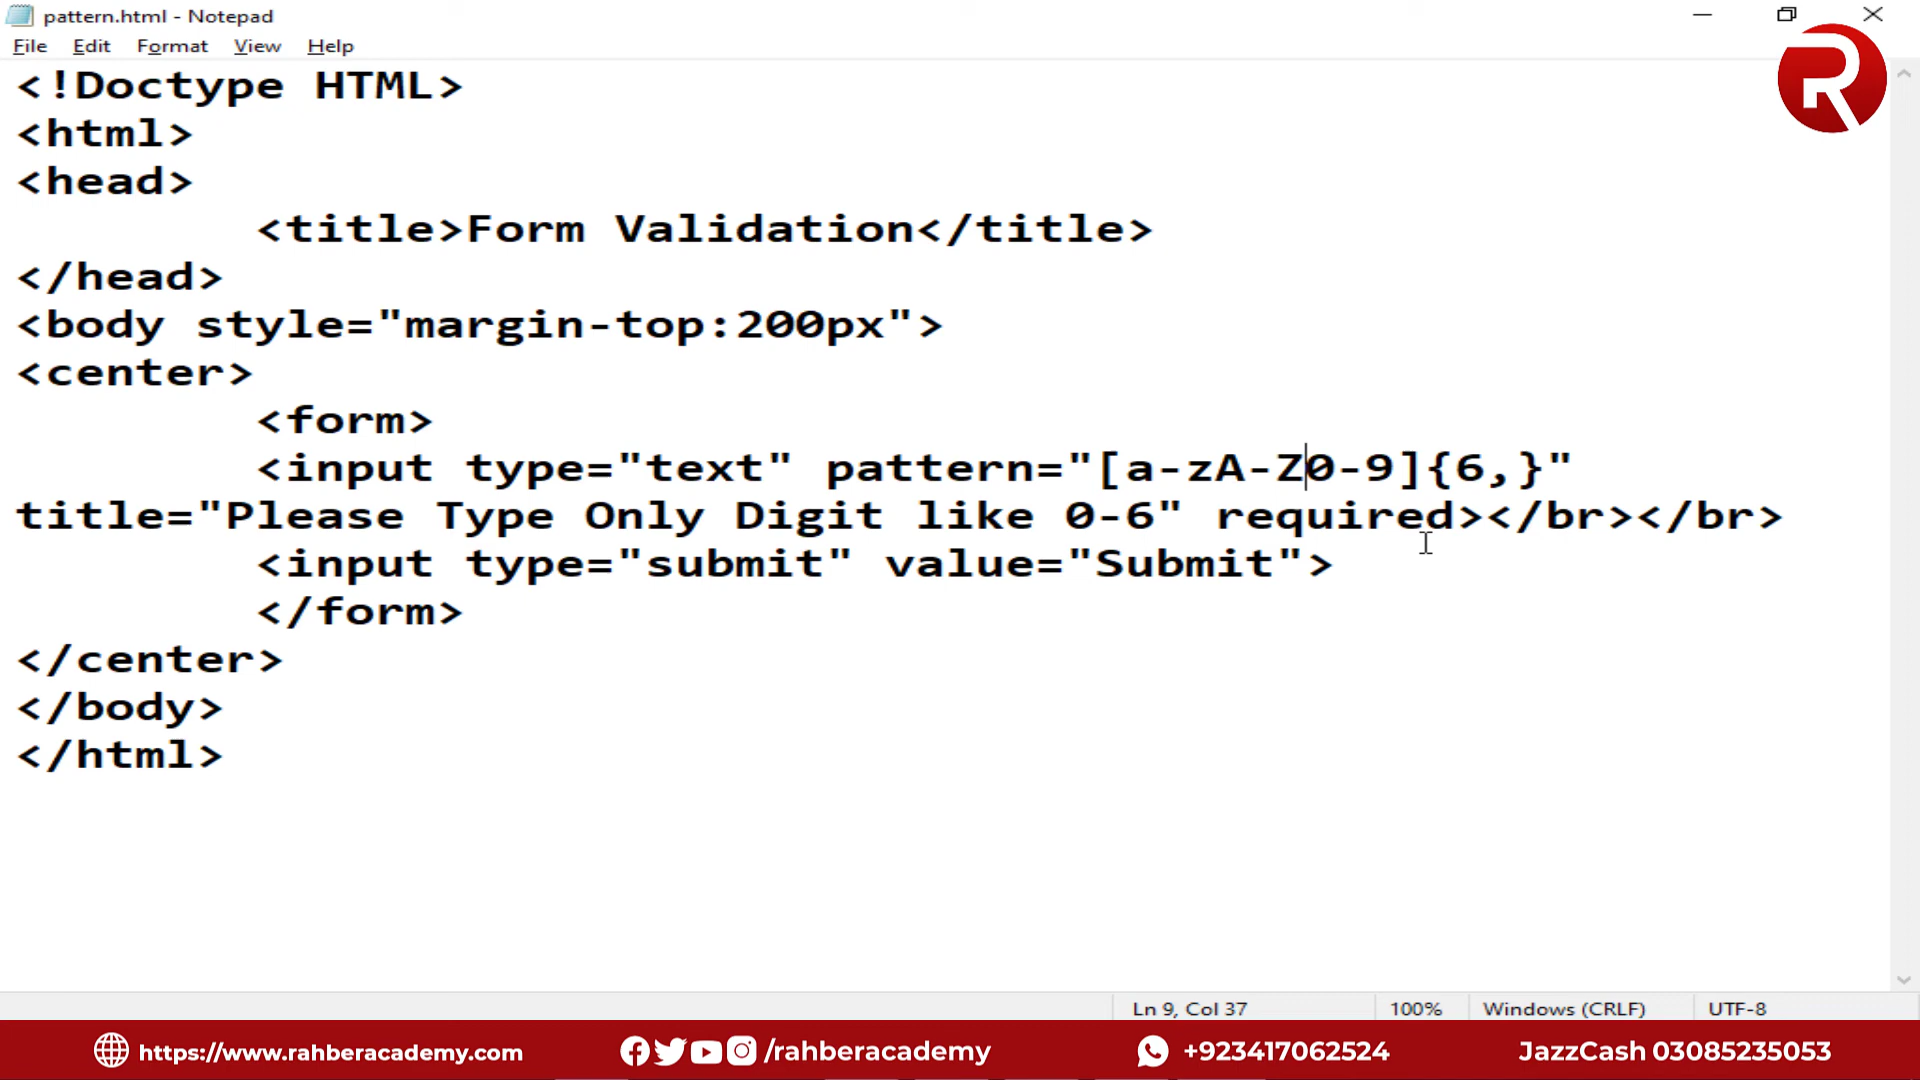 pattern.html - Notepad
File Edit Format View Help
<!Doctype HTML>
<html>
<head>
<title>Form Validation</title>
</head>
<body style="margin-top:200px">
<center>
<form>
<input type="text" pattern="[a-zA-Z0-9]{6,}"
title="Please Type Only Digit like 0-6" required></br></br>
<input type="submit" value="Submit">
</form>
</center>
</body>
</html>
Ln 9, Col 37 100% Windows (CRLF) UTF-8
https://www.rahberacademy.com /rahberacademy +923417062524 JazzCash 03085235053